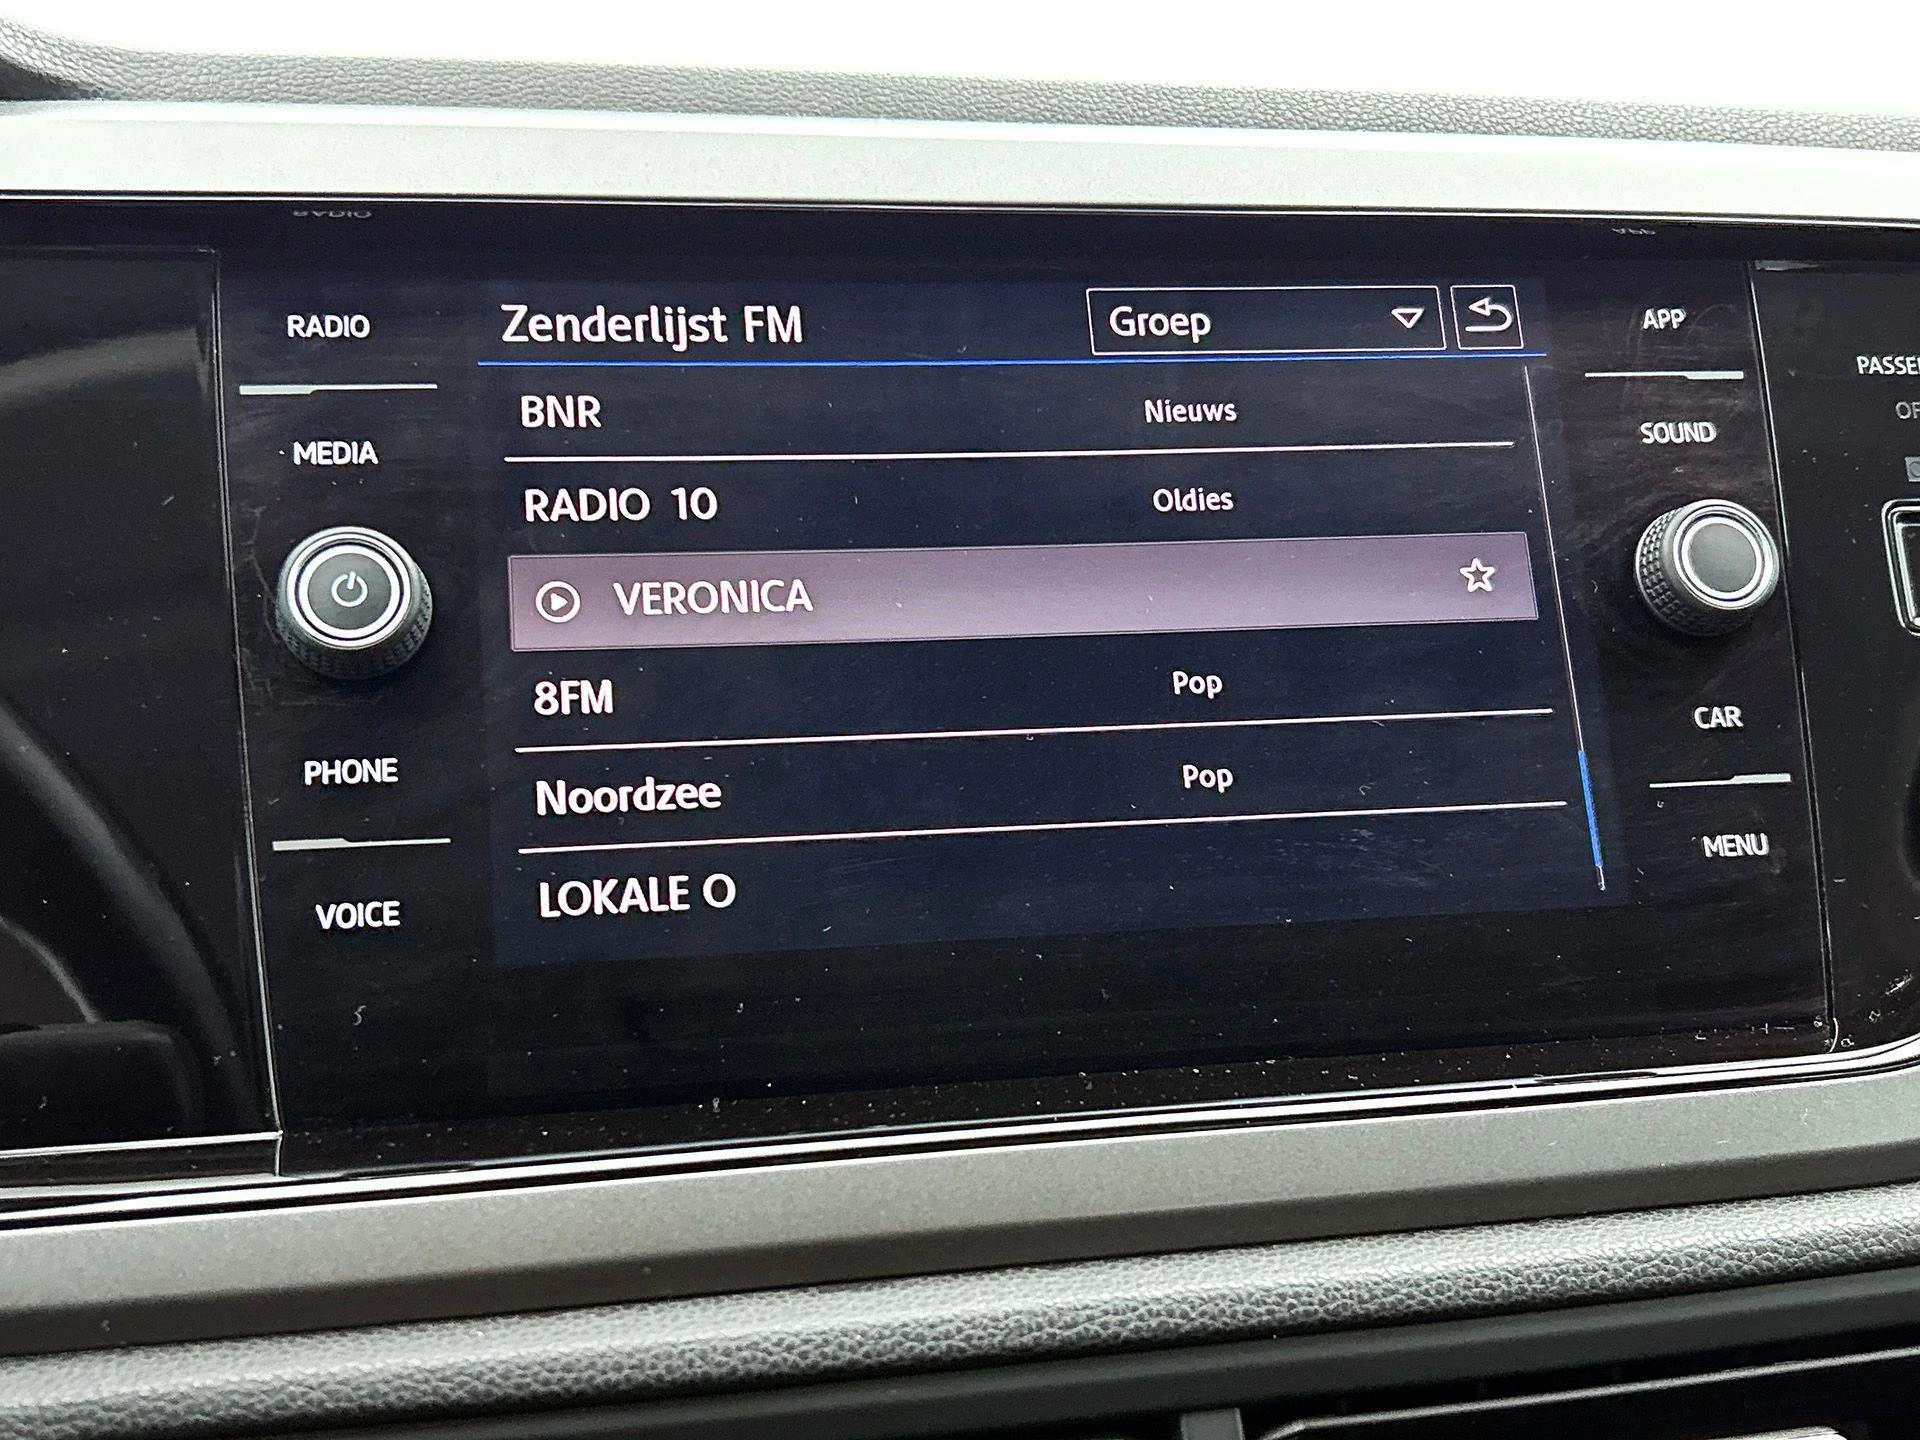 RADIO
MEDIA
PHONE
VOICE
Zenderlijst FM
Groep
BNR Nieuws
RADIO 10 Oldies
VERONICA
8FM Pop
Noordzee Pop
LOKALE O
APP
SOUND
CAR
MENU